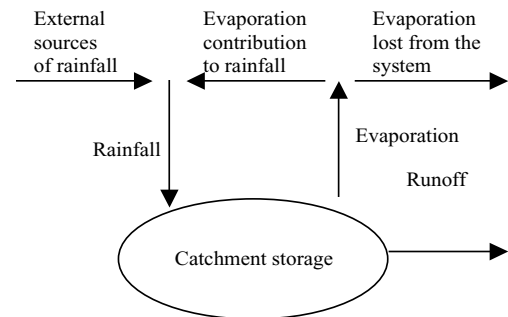 External
sources
of rainfall
Evaporation
contribution
to rainfall
Evaporation
lost from the
system
Rainfall
Evaporation
Runoff
Catchment storage